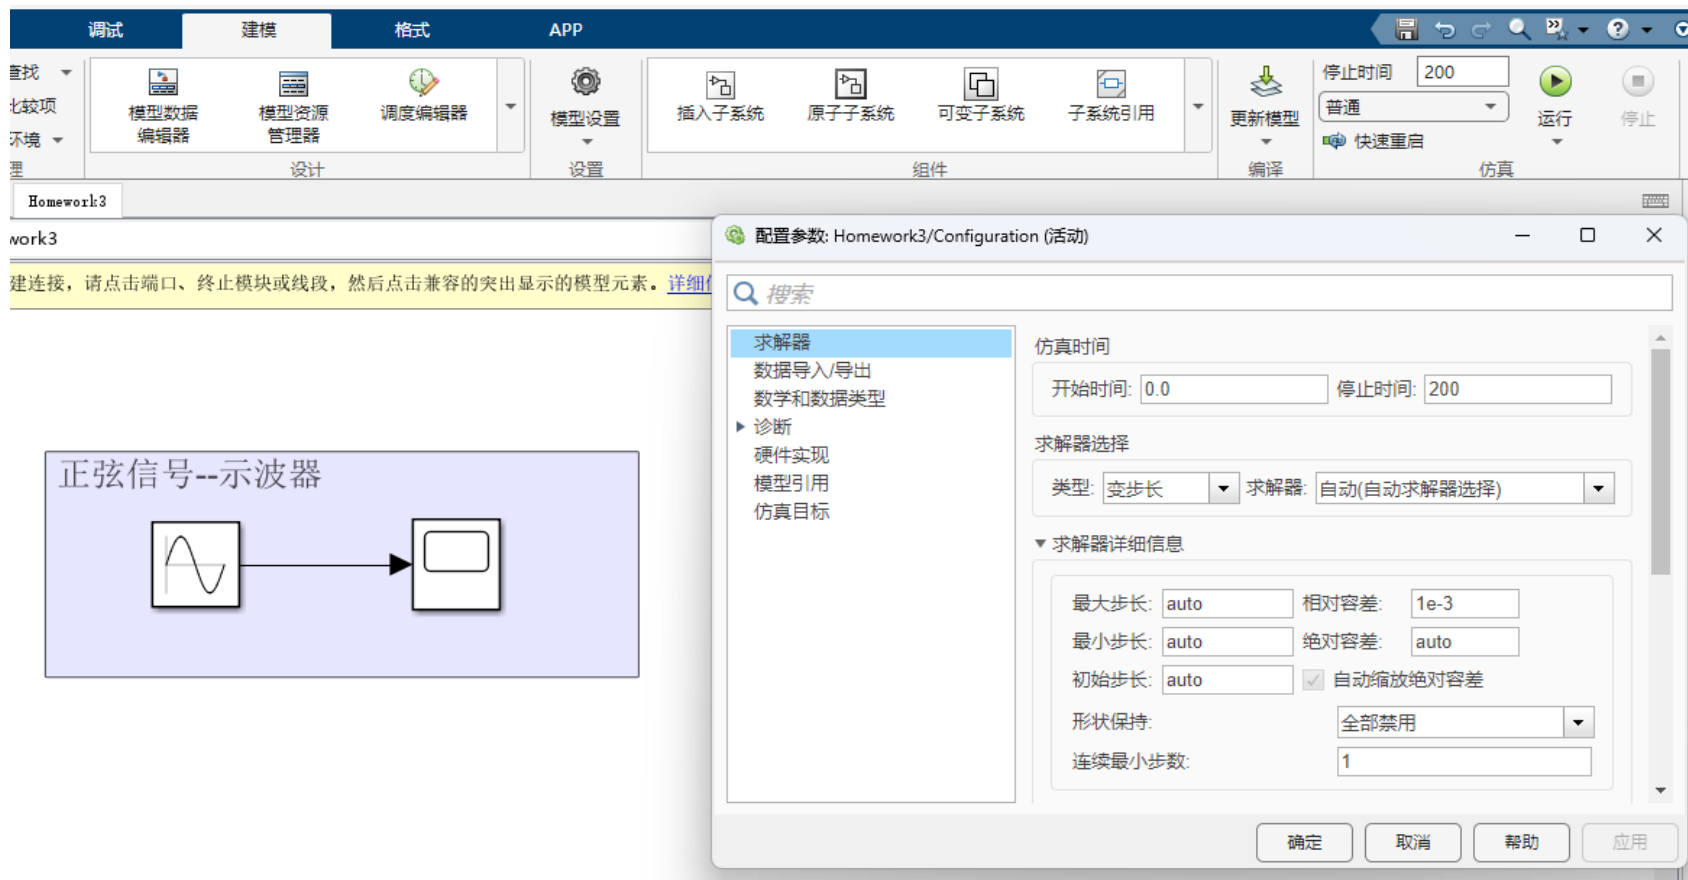 调试 建模 格式 APP
查找
比较项
环境
理
模型数据
编辑器
模型资源
管理器
调度编辑器
设计
模型设置
设置
插入子系统 原子子系统 可变子系统 子系统引用
组件
更新模型
编译
停止时间 200
普通
快速重启
运行
停止
仿真
Homework3
work3
建连接，请点击端口、终止模块或线段，然后点击兼容的突出显示的模型元素。详细信
正弦信号--示波器
配置参数: Homework3/Configuration (活动)
搜索
求解器
数据导入/导出
数学和数据类型
诊断
硬件实现
模型引用
仿真目标
仿真时间
开始时间: 0.0 停止时间: 200
求解器选择
类型: 变步长 求解器: 自动(自动求解器选择)
求解器详细信息
最大步长: auto 相对容差: 1e-3
最小步长: auto 绝对容差: auto
初始步长: auto 自动缩放绝对容差
形状保持: 全部禁用
连续最小步数: 1
确定 取消 帮助 应用